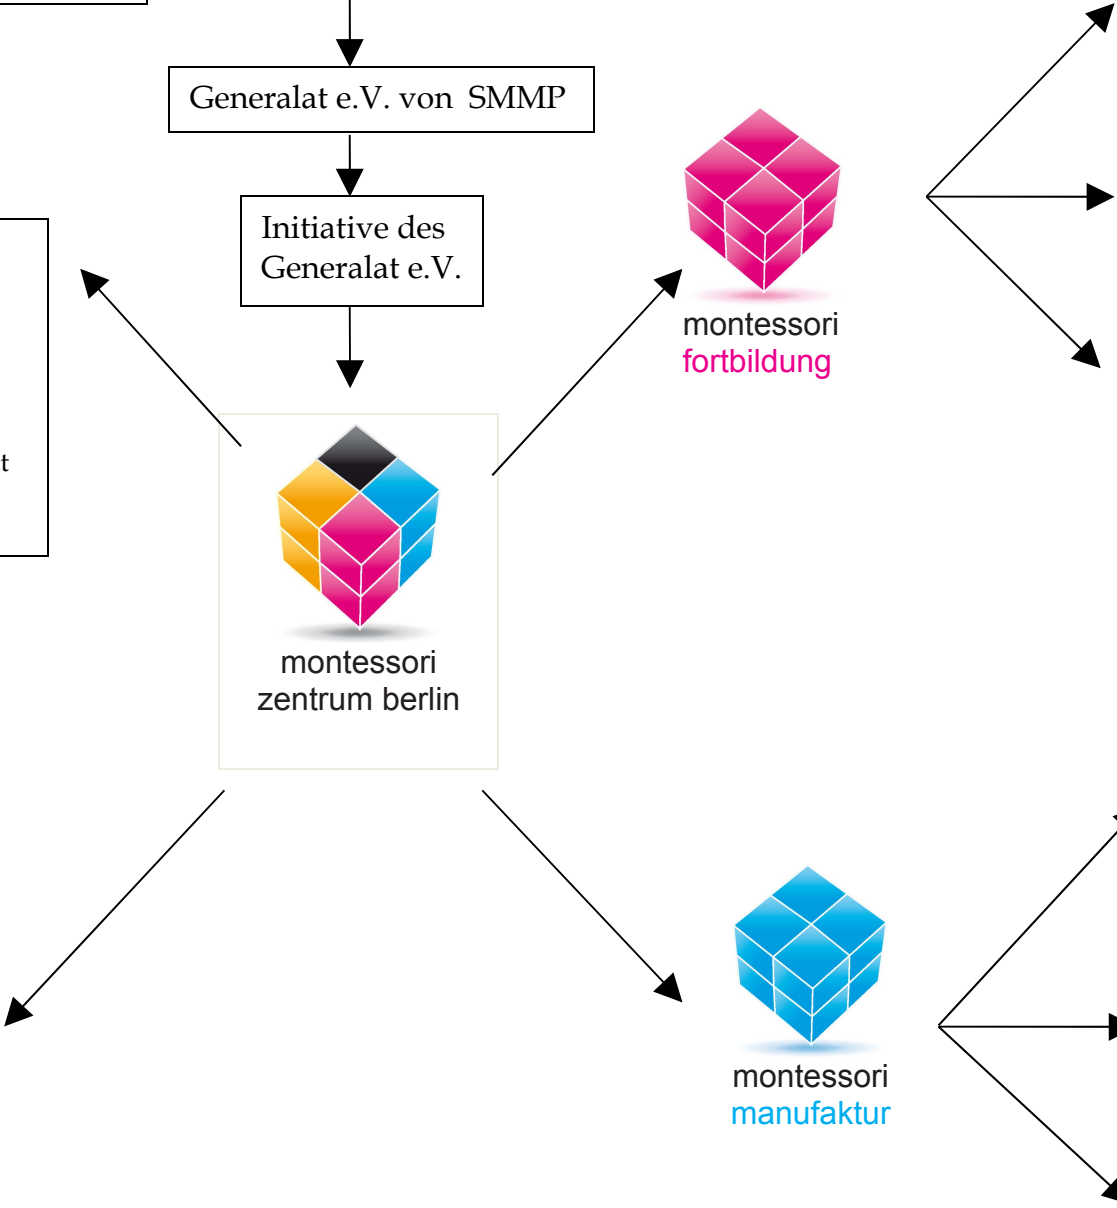 Generalat e.V. von  SMMP
Initiative des
Generalat e.V.
montessori
fortbildung
t
montessori
zentrum berlin
montessori
manufaktur